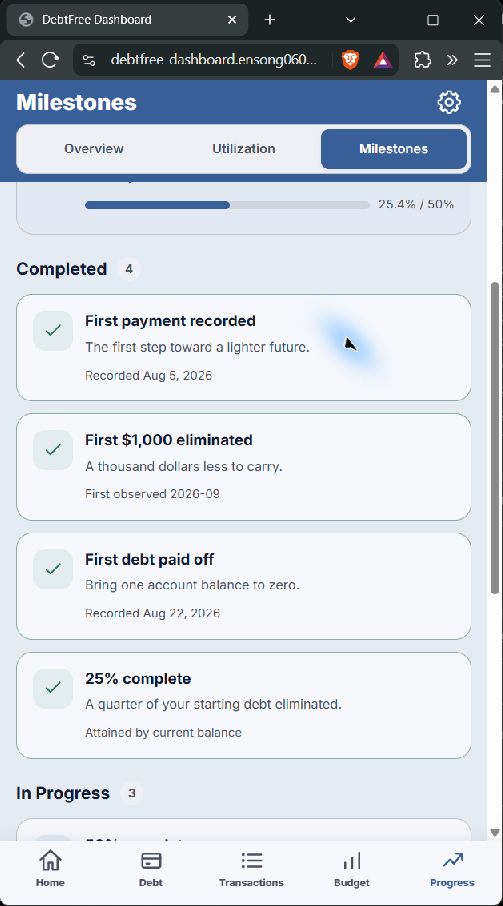 DebtFree Dashboard
debtfree-dashboard.ensong060...
Milestones
Overview
Utilization
Milestones
25.4% / 50%
Completed 4
First payment recorded
The first step toward a lighter future.
Recorded Aug 5, 2026
First $1,000 eliminated
A thousand dollars less to carry.
First observed 2026-09
First debt paid off
Bring one account balance to zero.
Recorded Aug 22, 2026
25% complete
A quarter of your starting debt eliminated.
Attained by current balance
In Progress 3
Home
Debt
Transactions
Budget
Progress